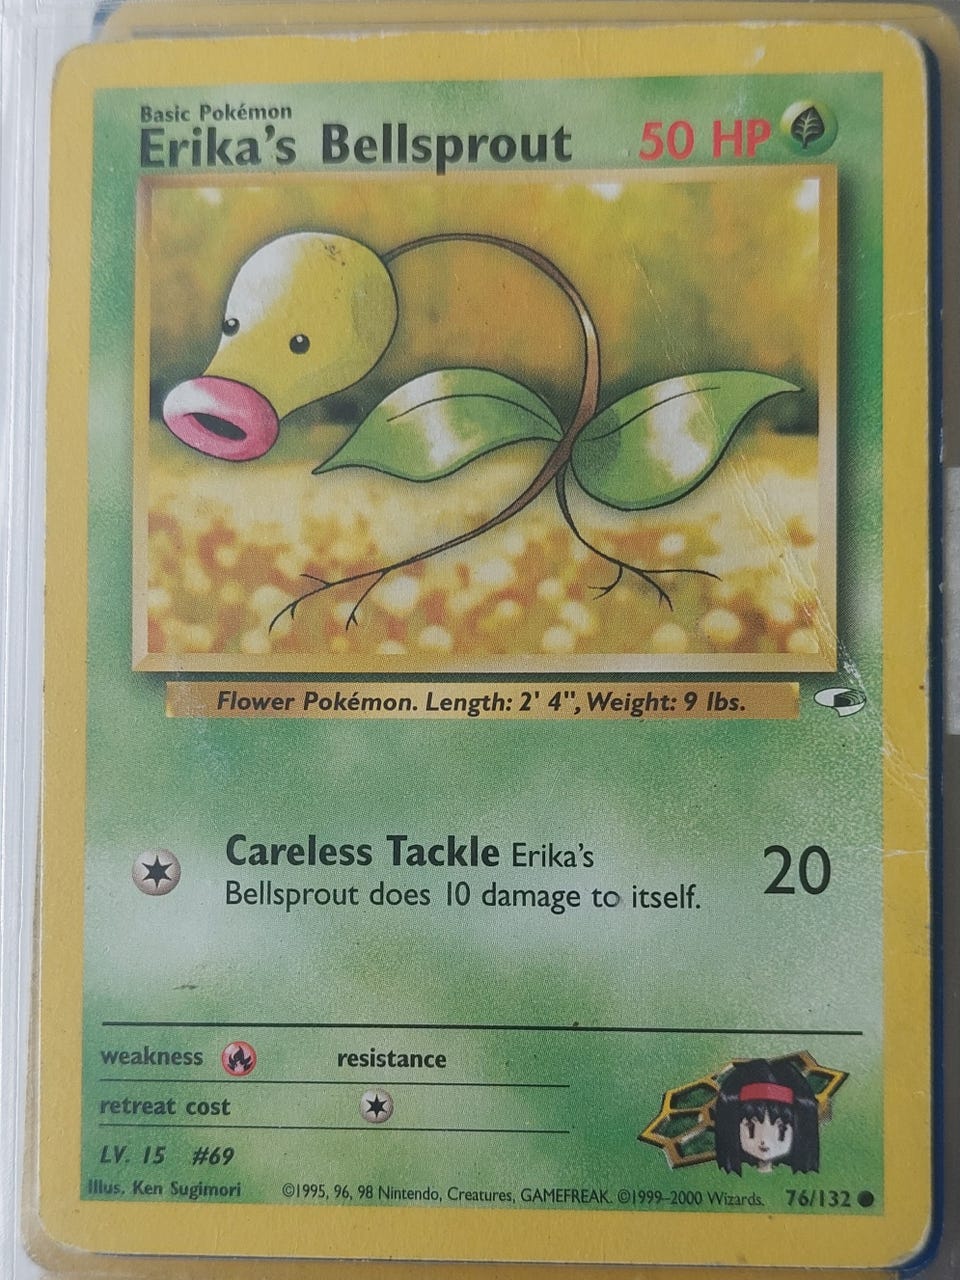 Basic Pokémon
Erika's Bellsprout 50 HP
Flower Pokémon. Length: 2' 4", Weight: 9 lbs.
Careless Tackle Erika's
Bellsprout does 10 damage to itself. 20
weakness resistance
retreat cost
LV. 15 #69
Illus. Ken Sugimori ©1995, 96, 98 Nintendo, Creatures, GAMEFREAK. ©1999–2000 Wizards. 76/132